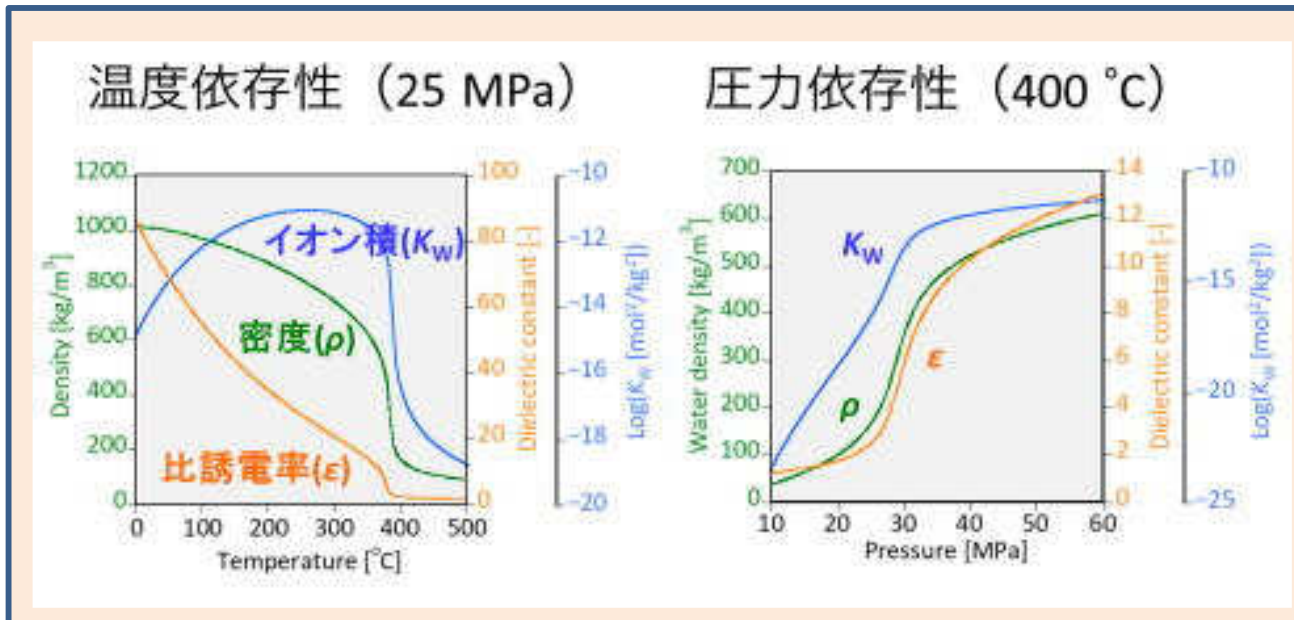 温度依存性（25 MPa）
1200
1000
800
600
400
200
0
Density [kg/m³]
0 100 200 300 400 500
Temperature [°C]
イオン積(Kw)
密度(ρ)
比誘電率(ε)
100
80
60
40
20
0
Dielectric constant [-]
−10
−12
−14
−16
−18
−20
Log(Kw [mol²/kg²])
圧力依存性（400 °C）
700
600
500
400
300
200
100
0
Water density [kg/m³]
10 20 30 40 50 60
Pressure [MPa]
Kw
ε
ρ
14
12
10
8
6
4
2
0
Dielectric constant [-]
−10
−15
−20
−25
Log(Kw [mol²/kg²])